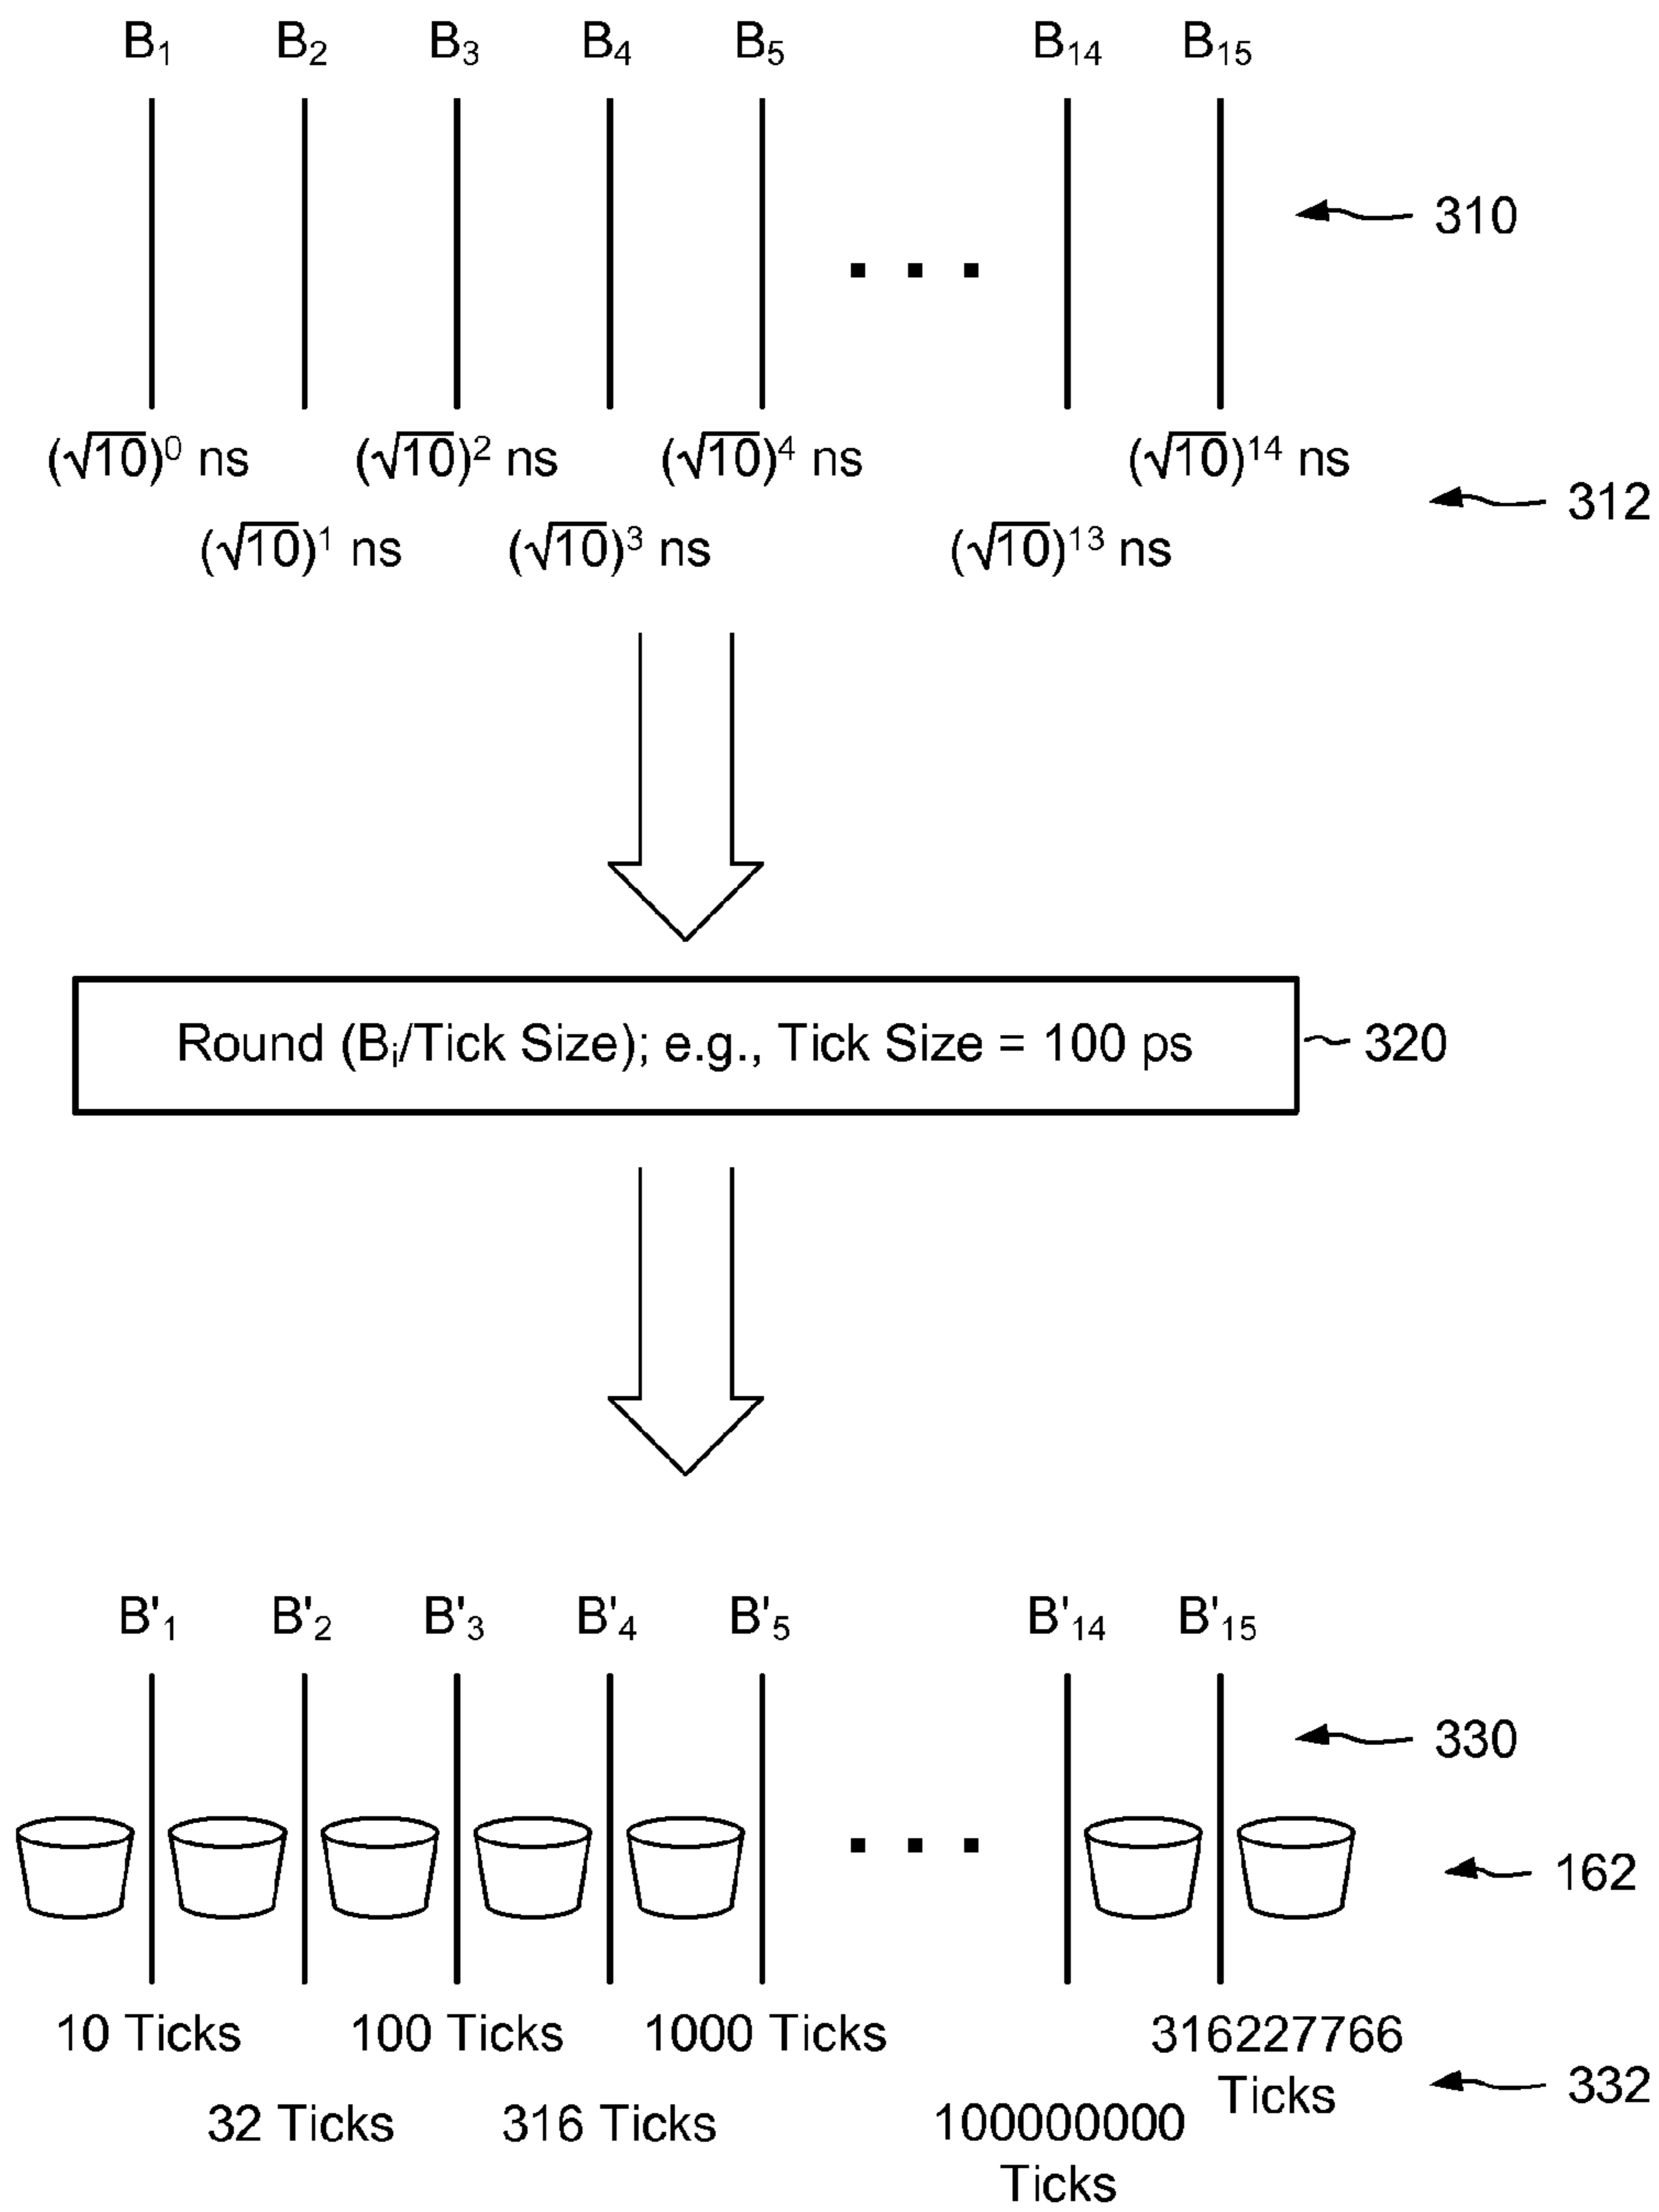 B₁ B₂ B₃ B₄ B₅ B₁₄ B₁₅
310
(√10)⁰ ns (√10)² ns (√10)⁴ ns (√10)¹⁴ ns
312
(√10)¹ ns (√10)³ ns (√10)¹³ ns
Round (Bᵢ/Tick Size); e.g., Tick Size = 100 ps
320
B'₁ B'₂ B'₃ B'₄ B'₅ B'₁₄ B'₁₅
330
162
10 Ticks 100 Ticks 1000 Ticks 316227766
Ticks
332
32 Ticks 316 Ticks 100000000
Ticks